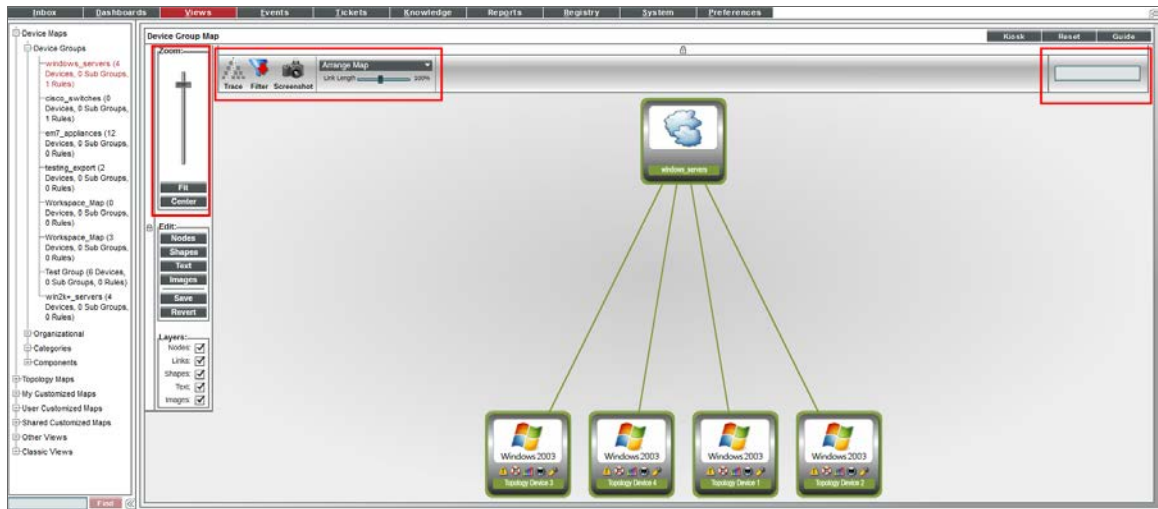 Inbox Dashboards Views Events Tickets Knowledge Reports Registry System Preferences
Device Maps
Device Groups
windows_servers (4
Devices, 0 Sub Groups,
1 Rules)
cisco_switches (0
Devices, 0 Sub Groups,
1 Rules)
em7_appliances (12
Devices, 0 Sub Groups,
0 Rules)
testing_export (2
Devices, 0 Sub Groups,
0 Rules)
Workspace_Map (0
Devices, 0 Sub Groups,
0 Rules)
Workspace_Map (3
Devices, 0 Sub Groups,
0 Rules)
Test Group (6 Devices,
0 Sub Groups, 0 Rules)
win2k+_servers (4
Devices, 0 Sub Groups,
0 Rules)
Organizational
Categories
Components
Topology Maps
My Customized Maps
User Customized Maps
Shared Customized Maps
Other Views
Classic Views
Find
Device Group Map
Kiosk Reset Guide
Zoom:
Fit
Center
Edit:
Nodes
Shapes
Text
Images
Save
Revert
Layers:
Nodes:
Links:
Shapes:
Text:
Images:
Trace Filter Screenshot
Arrange Map
Link Length 100%
windows_servers
Windows 2003 Windows 2003 Windows 2003 Windows 2003
Topology Device 3 Topology Device 4 Topology Device 1 Topology Device 2